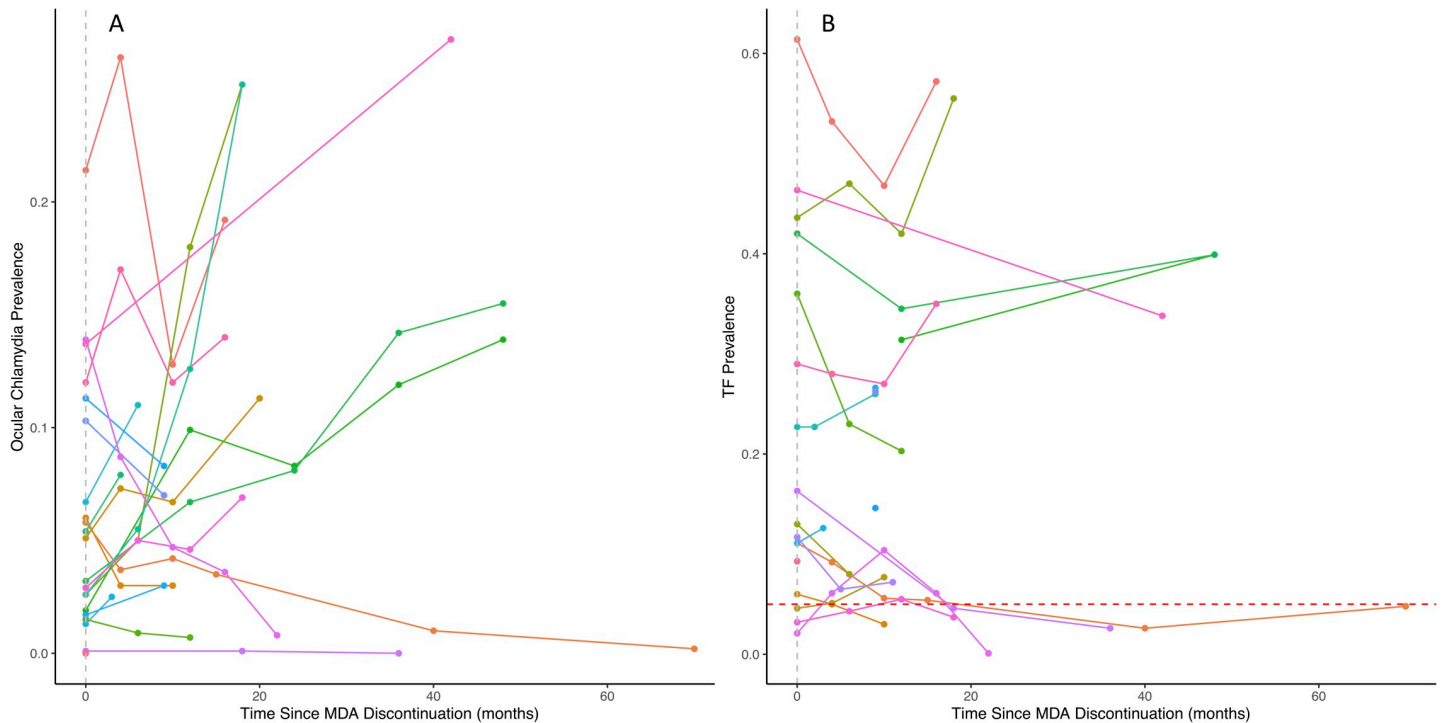 A
Ocular Chlamydia Prevalence
0.2
0.1
0.0
0
20
40
60
Time Since MDA Discontinuation (months)
B
TF Prevalence
0.6
0.4
0.2
0.0
0
20
40
60
Time Since MDA Discontinuation (months)